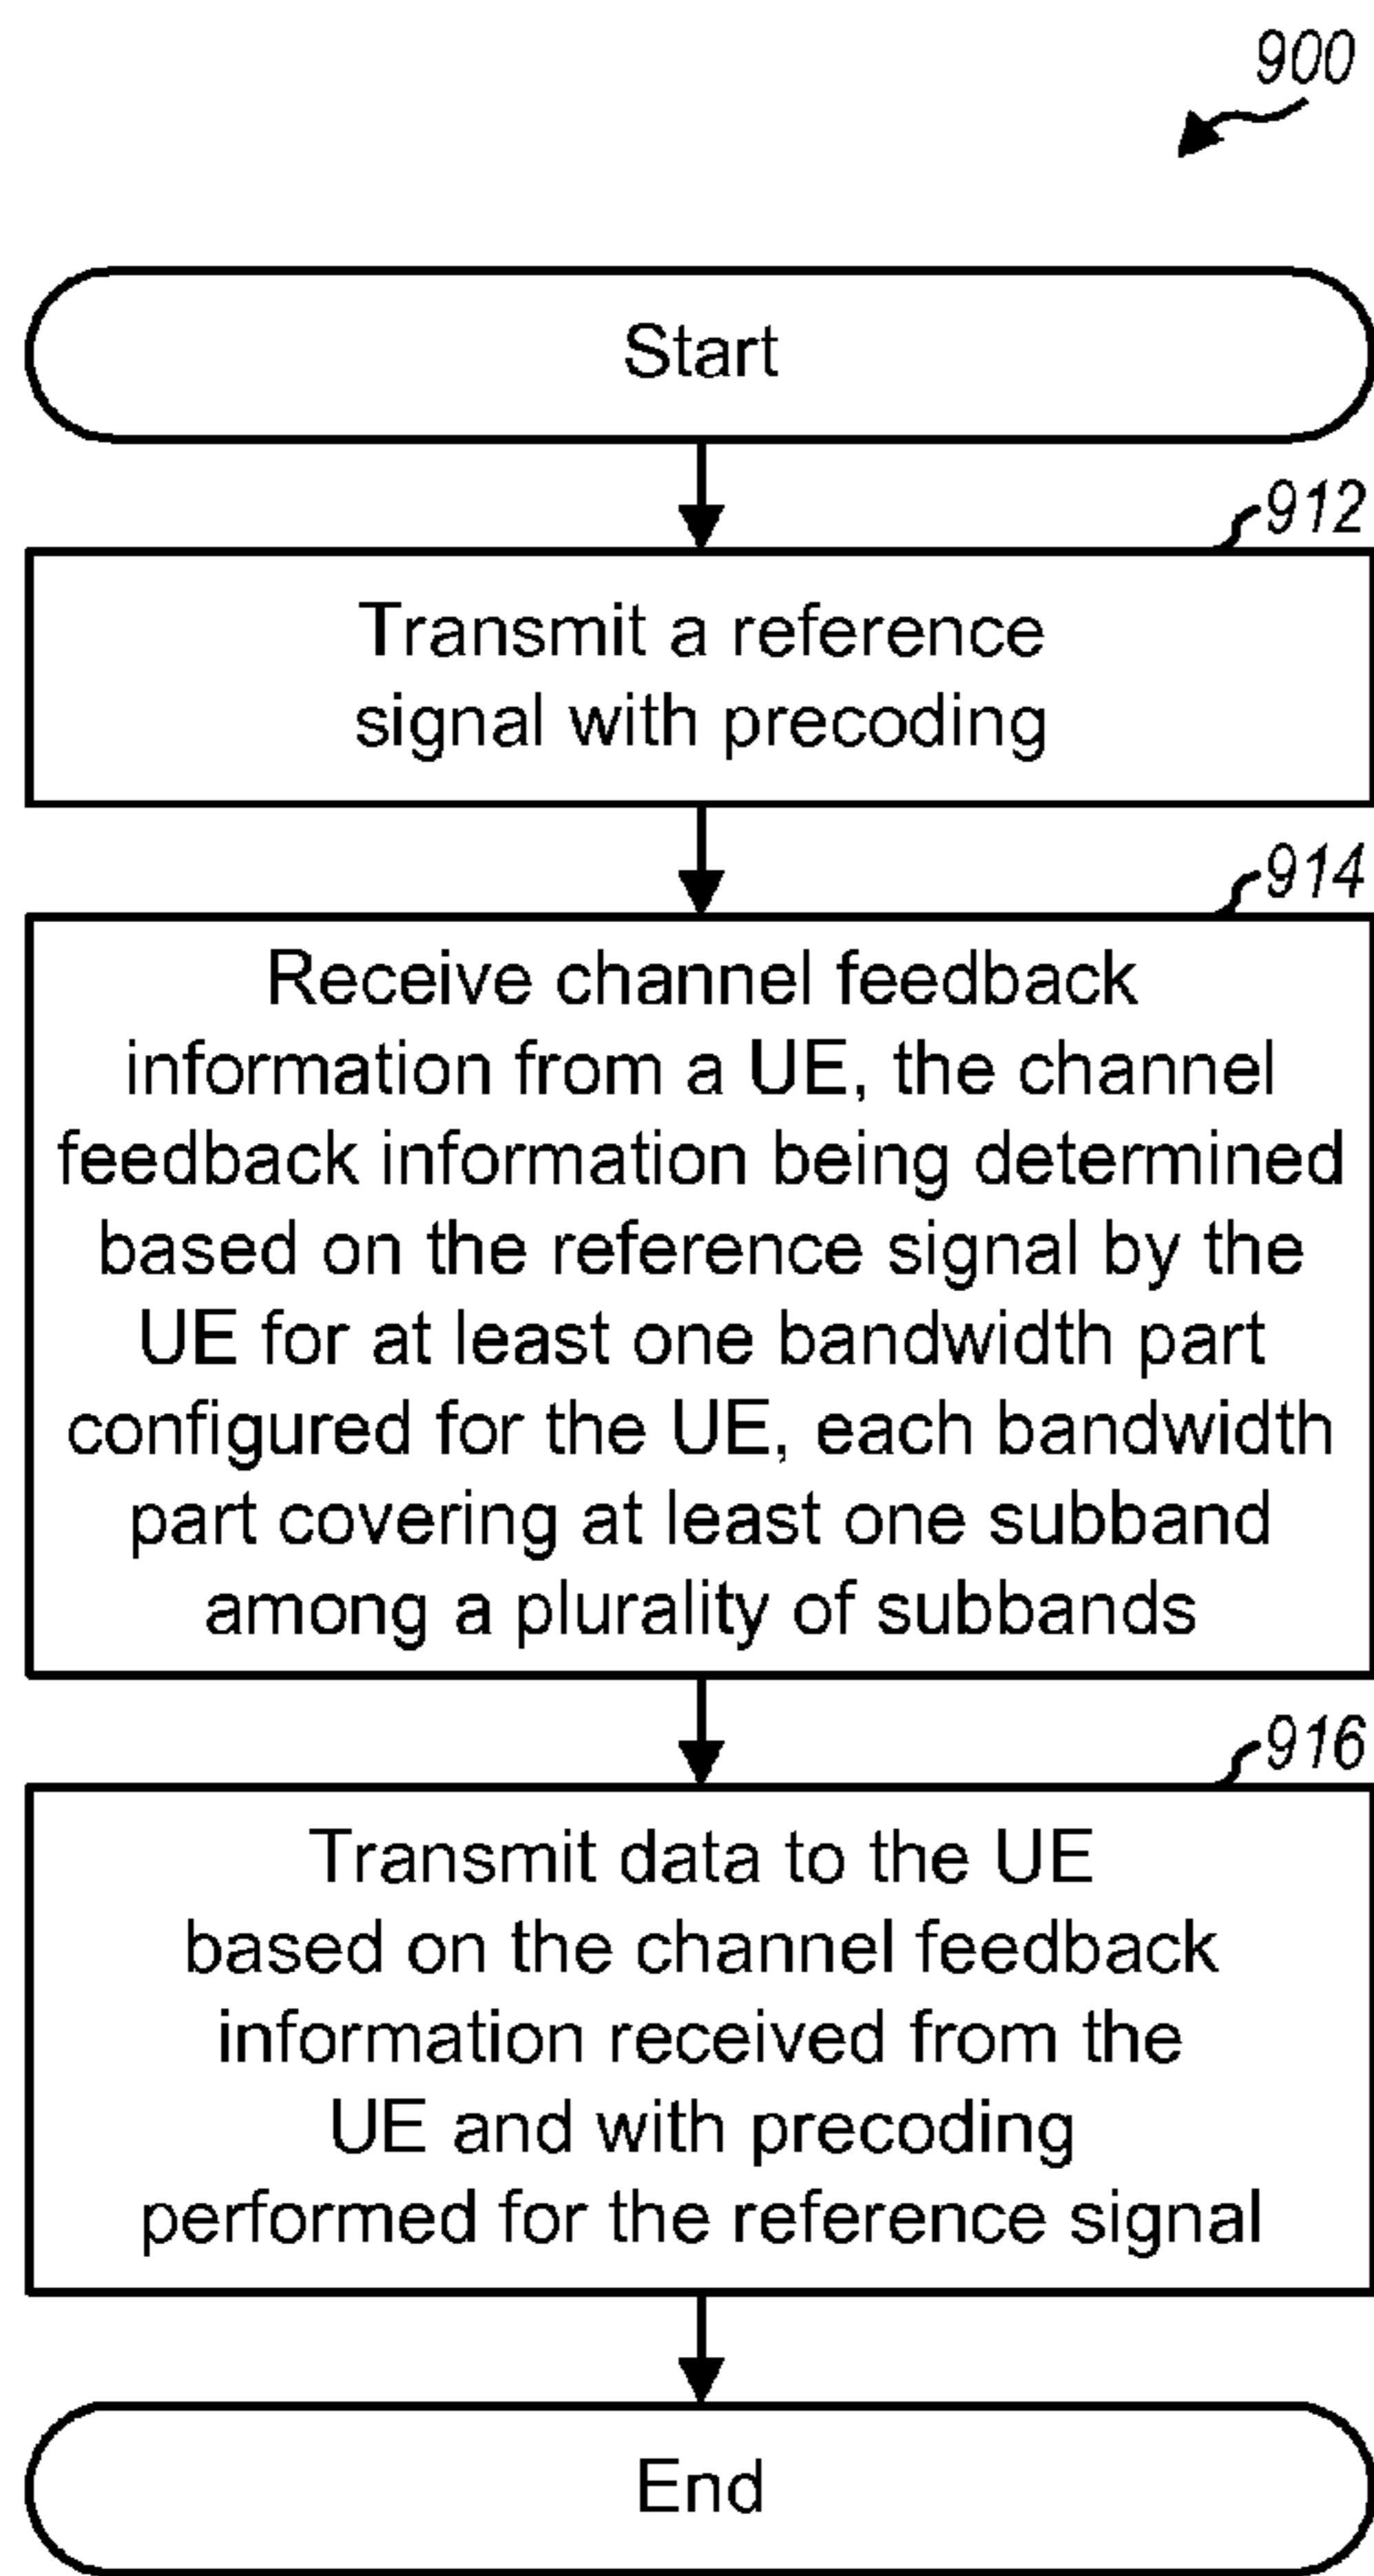 900
Start
912
Transmit a reference
signal with precoding
914
Receive channel feedback
information from a UE, the channel
feedback information being determined
based on the reference signal by the
UE for at least one bandwidth part
configured for the UE, each bandwidth
part covering at least one subband
among a plurality of subbands
916
Transmit data to the UE
based on the channel feedback
information received from the
UE and with precoding
performed for the reference signal
End